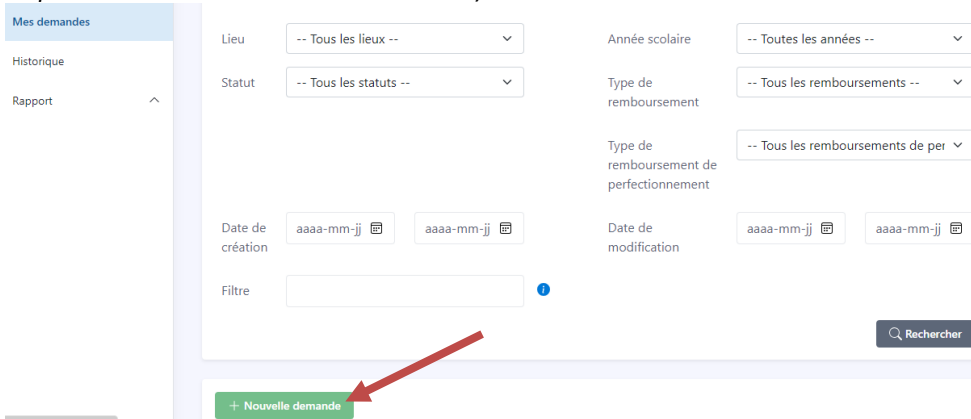 Mes demandes
Historique
Rapport
Lieu
-- Tous les lieux --
Année scolaire
-- Toutes les années --
Statut
-- Tous les statuts --
Type de
remboursement
-- Tous les remboursements --
Type de
remboursement de
perfectionnement
-- Tous les remboursements de per
Date de
création
aaaa-mm-jj
aaaa-mm-jj
Date de
modification
aaaa-mm-jj
aaaa-mm-jj
Filtre
Rechercher
+ Nouvelle demande